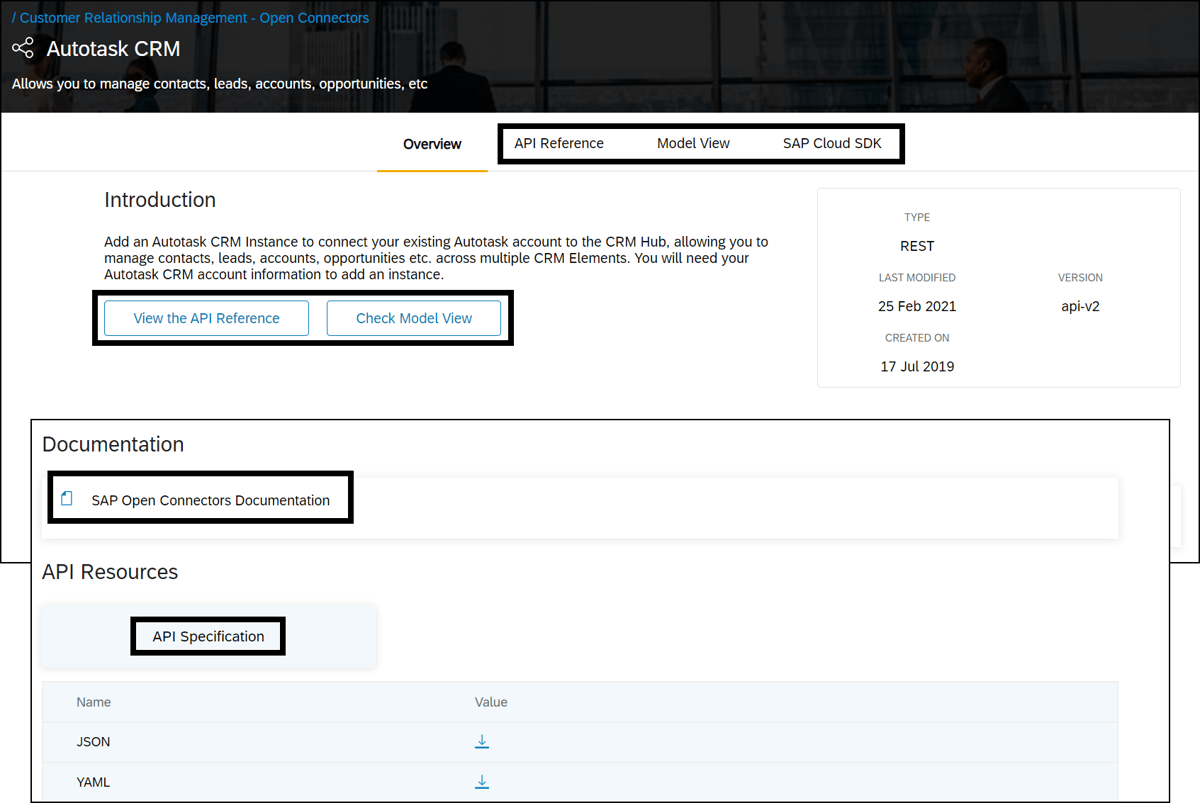 / Customer Relationship Management - Open Connectors
Autotask CRM
Allows you to manage contacts, leads, accounts, opportunities, etc
Overview API Reference Model View SAP Cloud SDK
Introduction
Add an Autotask CRM Instance to connect your existing Autotask account to the CRM Hub, allowing you to
manage contacts, leads, accounts, opportunities etc. across multiple CRM Elements. You will need your
Autotask CRM account information to add an instance.
View the API Reference Check Model View
TYPE
REST
LAST MODIFIED VERSION
25 Feb 2021 api-v2
CREATED ON
17 Jul 2019
Documentation
SAP Open Connectors Documentation
API Resources
API Specification
Name Value
JSON
YAML